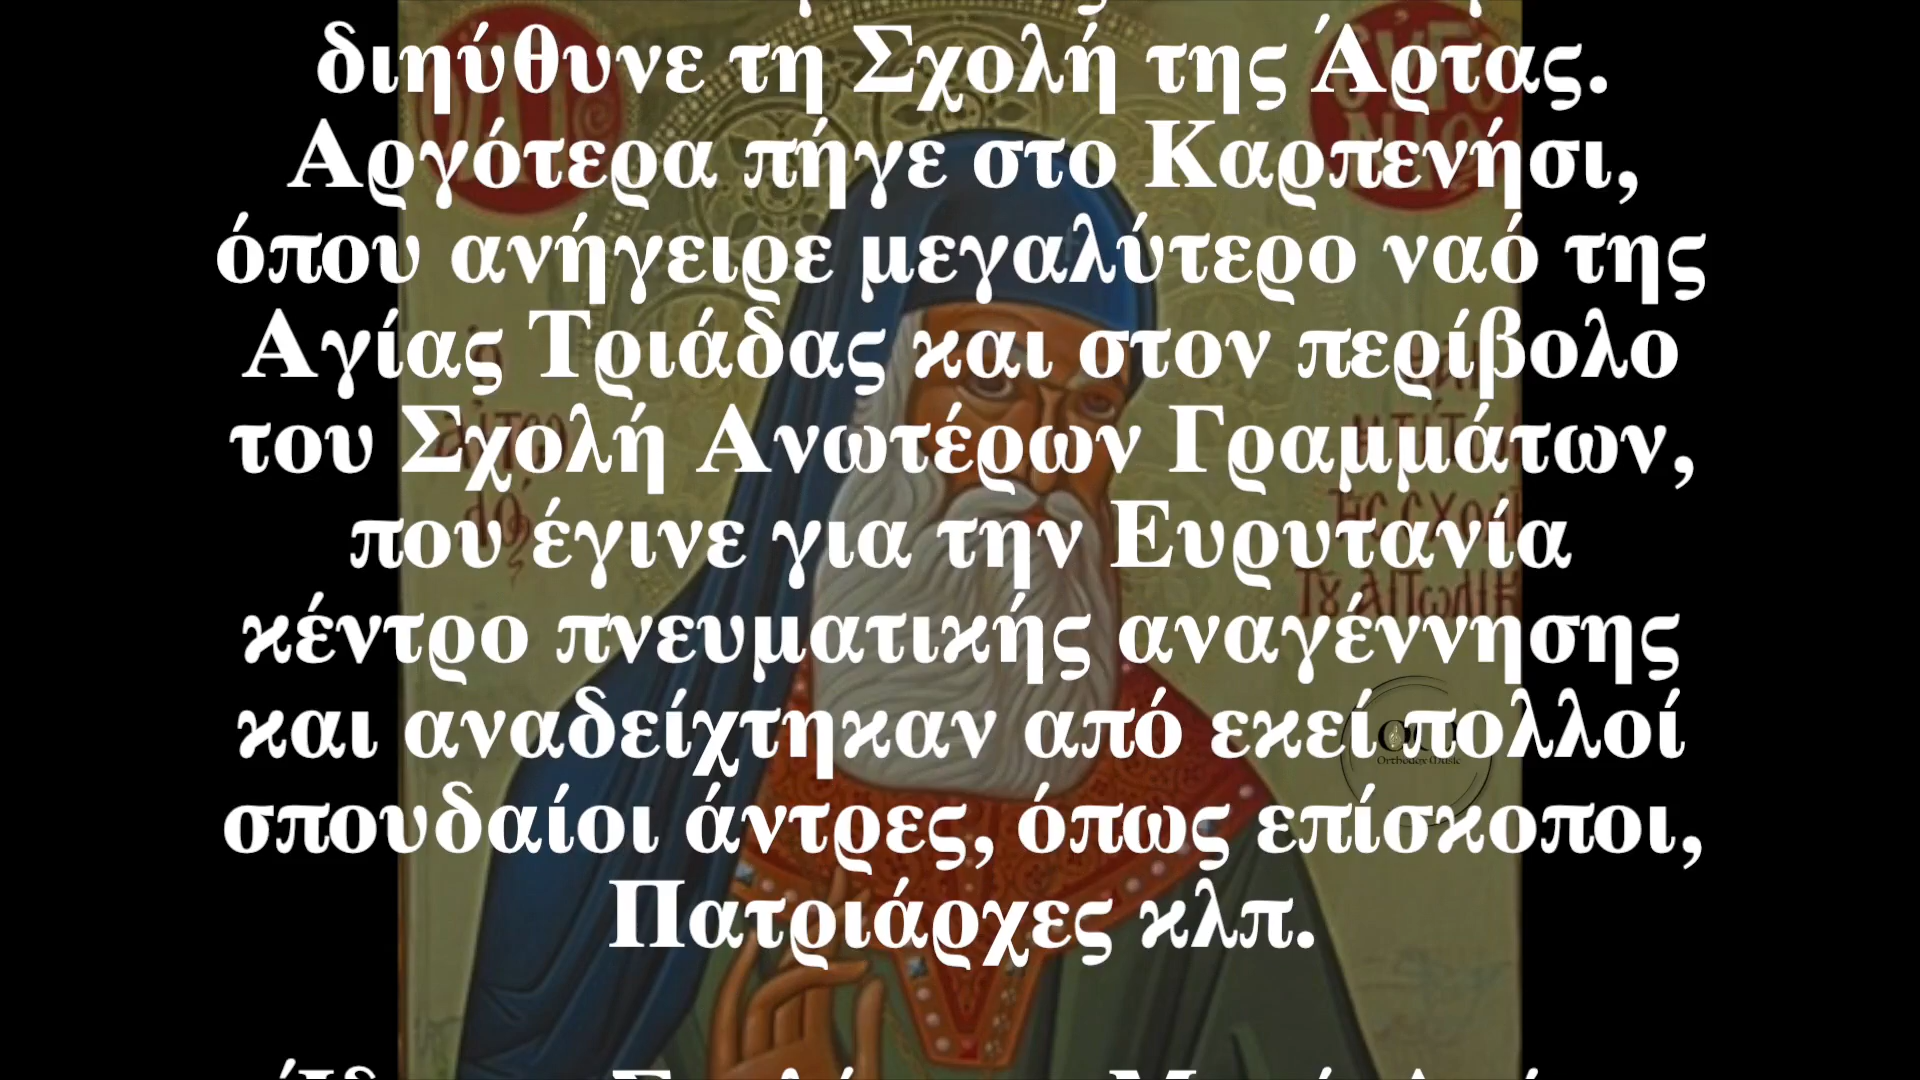 διηύθυνε τη Σχολή της Άρτας.
Αργότερα πήγε στο Καρπενήσι,
όπου ανήγειρε μεγαλύτερο ναό της
Αγίας Τριάδας και στον περίβολο
του Σχολή Ανωτέρων Γραμμάτων,
που έγινε για την Ευρυτανία
κέντρο πνευματικής αναγέννησης
και αναδείχτηκαν από εκεί πολλοί
σπουδαίοι άντρες, όπως επίσκοποι,
Πατριάρχες κλπ.
Orthodox Music